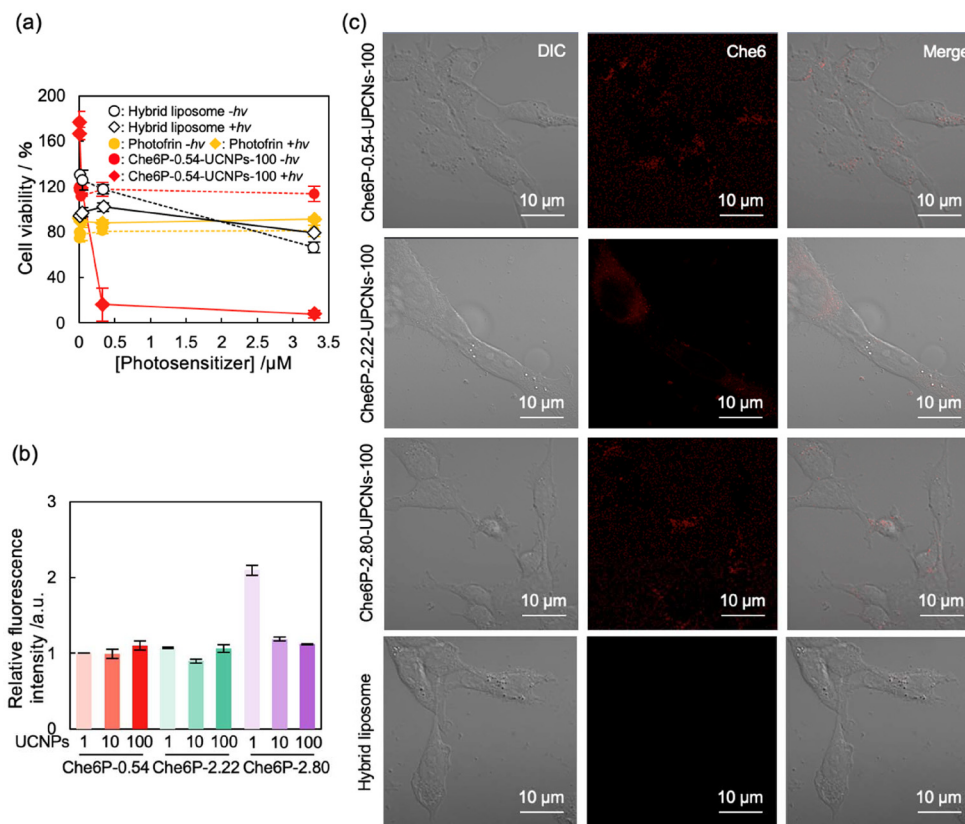 (a)
200
160
120
80
40
0
Cell viability / %
: Hybrid liposome -hv
: Hybrid liposome +hv
: Photofrin -hv : Photofrin +hv
: Che6P-0.54-UCNPs-100 -hv
: Che6P-0.54-UCNPs-100 +hv
0 0.5 1 1.5 2 2.5 3 3.5
[Photosensitizer] /μM
(b)
3
2
1
0
Relative fluorescence
intensity /a.u.
UCNPs 1 10 100 1 10 100 1 10 100
Che6P-0.54 Che6P-2.22 Che6P-2.80
(c)
Che6P-0.54-UPCNs-100
DIC
Che6
Merge
10 μm
10 μm
10 μm
Che6P-2.22-UPCNs-100
10 μm
10 μm
10 μm
Che6P-2.80-UPCNs-100
10 μm
10 μm
10 μm
Hybrid liposome
10 μm
10 μm
10 μm